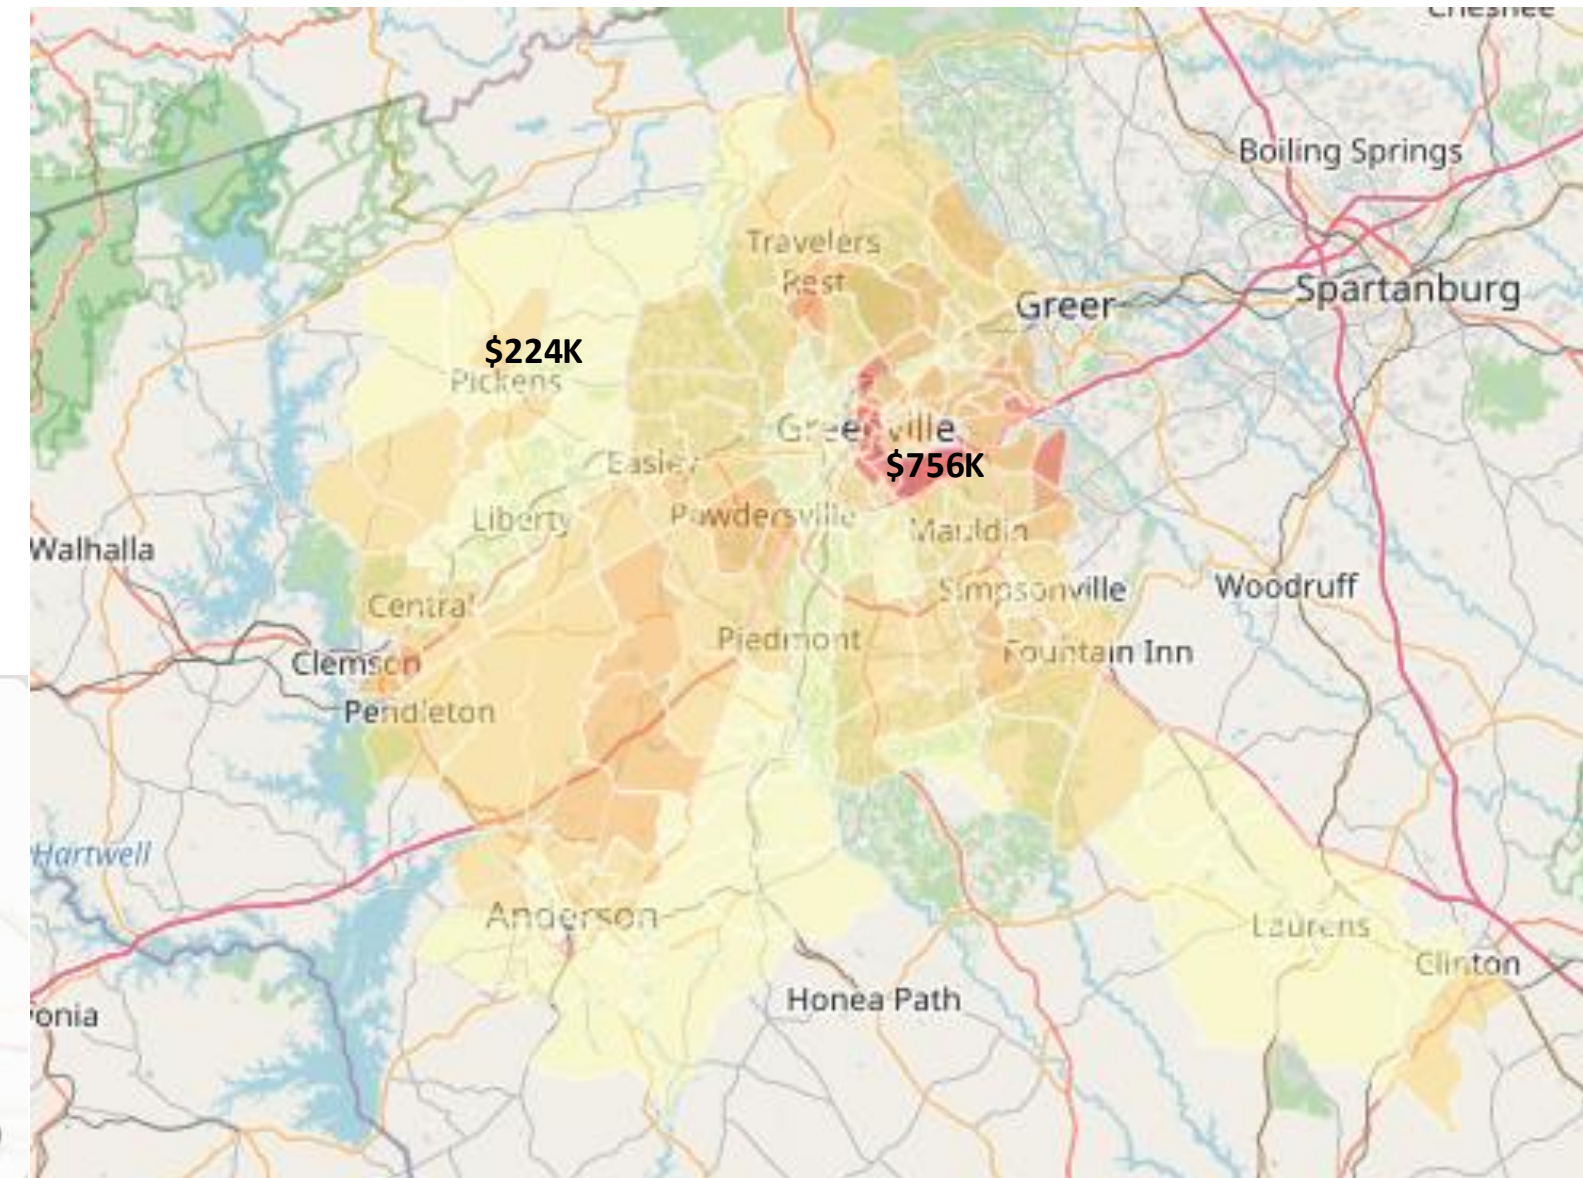 Boiling Springs
Travelers
Rest
Greer
Spartanburg
$224K
Pickens
Greenville
$756K
Easley
Liberty
Powdersville
Mauldin
Walhalla
Central
Simpsonville
Woodruff
Piedmont
Fountain Inn
Clemson
Pendleton
Hartwell
Anderson
Laurens
Clinton
Honea Path
onia